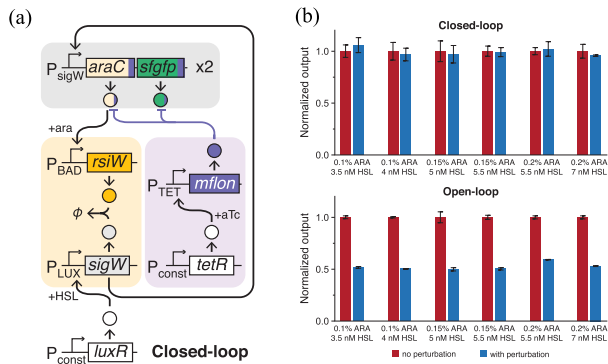 (a)
P sigW araC sfgfp x2
+ara
P BAD rsiW
P TET mflon
ϕ
+aTc
P LUX sigW
P const tetR
+HSL
P const luxR
Closed-loop
(b)
Closed-loop
Normalized output
1.0
0.5
0.0
0.1% ARA 0.1% ARA 0.15% ARA 0.15% ARA 0.2% ARA 0.2% ARA
3.5 nM HSL 4 nM HSL 5 nM HSL 5.5 nM HSL 5.5 nM HSL 7 nM HSL
Open-loop
Normalized output
1.0
0.5
0.0
0.1% ARA 0.1% ARA 0.15% ARA 0.15% ARA 0.2% ARA 0.2% ARA
3.5 nM HSL 4 nM HSL 5 nM HSL 5.5 nM HSL 5.5 nM HSL 7 nM HSL
no perturbation with perturbation